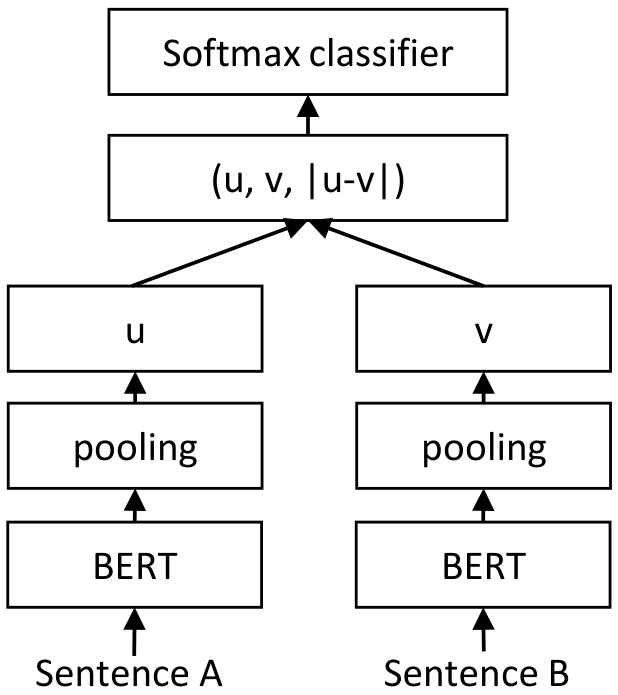 Softmax classifier
(u, v, |u-v|)
u
v
pooling
pooling
BERT
BERT
Sentence A
Sentence B